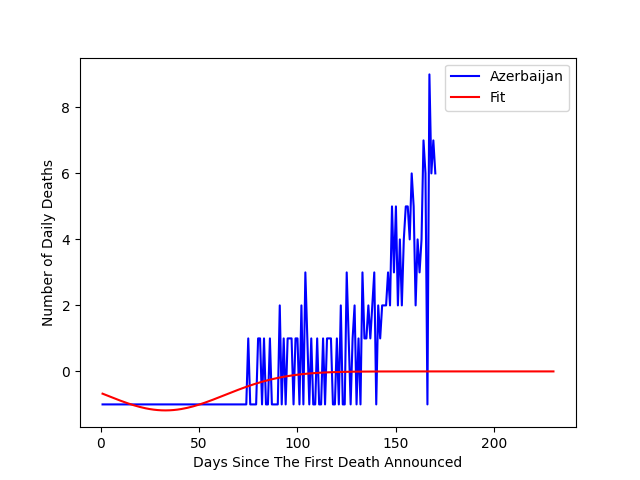 Azerbaijan
Fit
Number of Daily Deaths
8
6
4
2
0
0 50 100 150 200
Days Since The First Death Announced